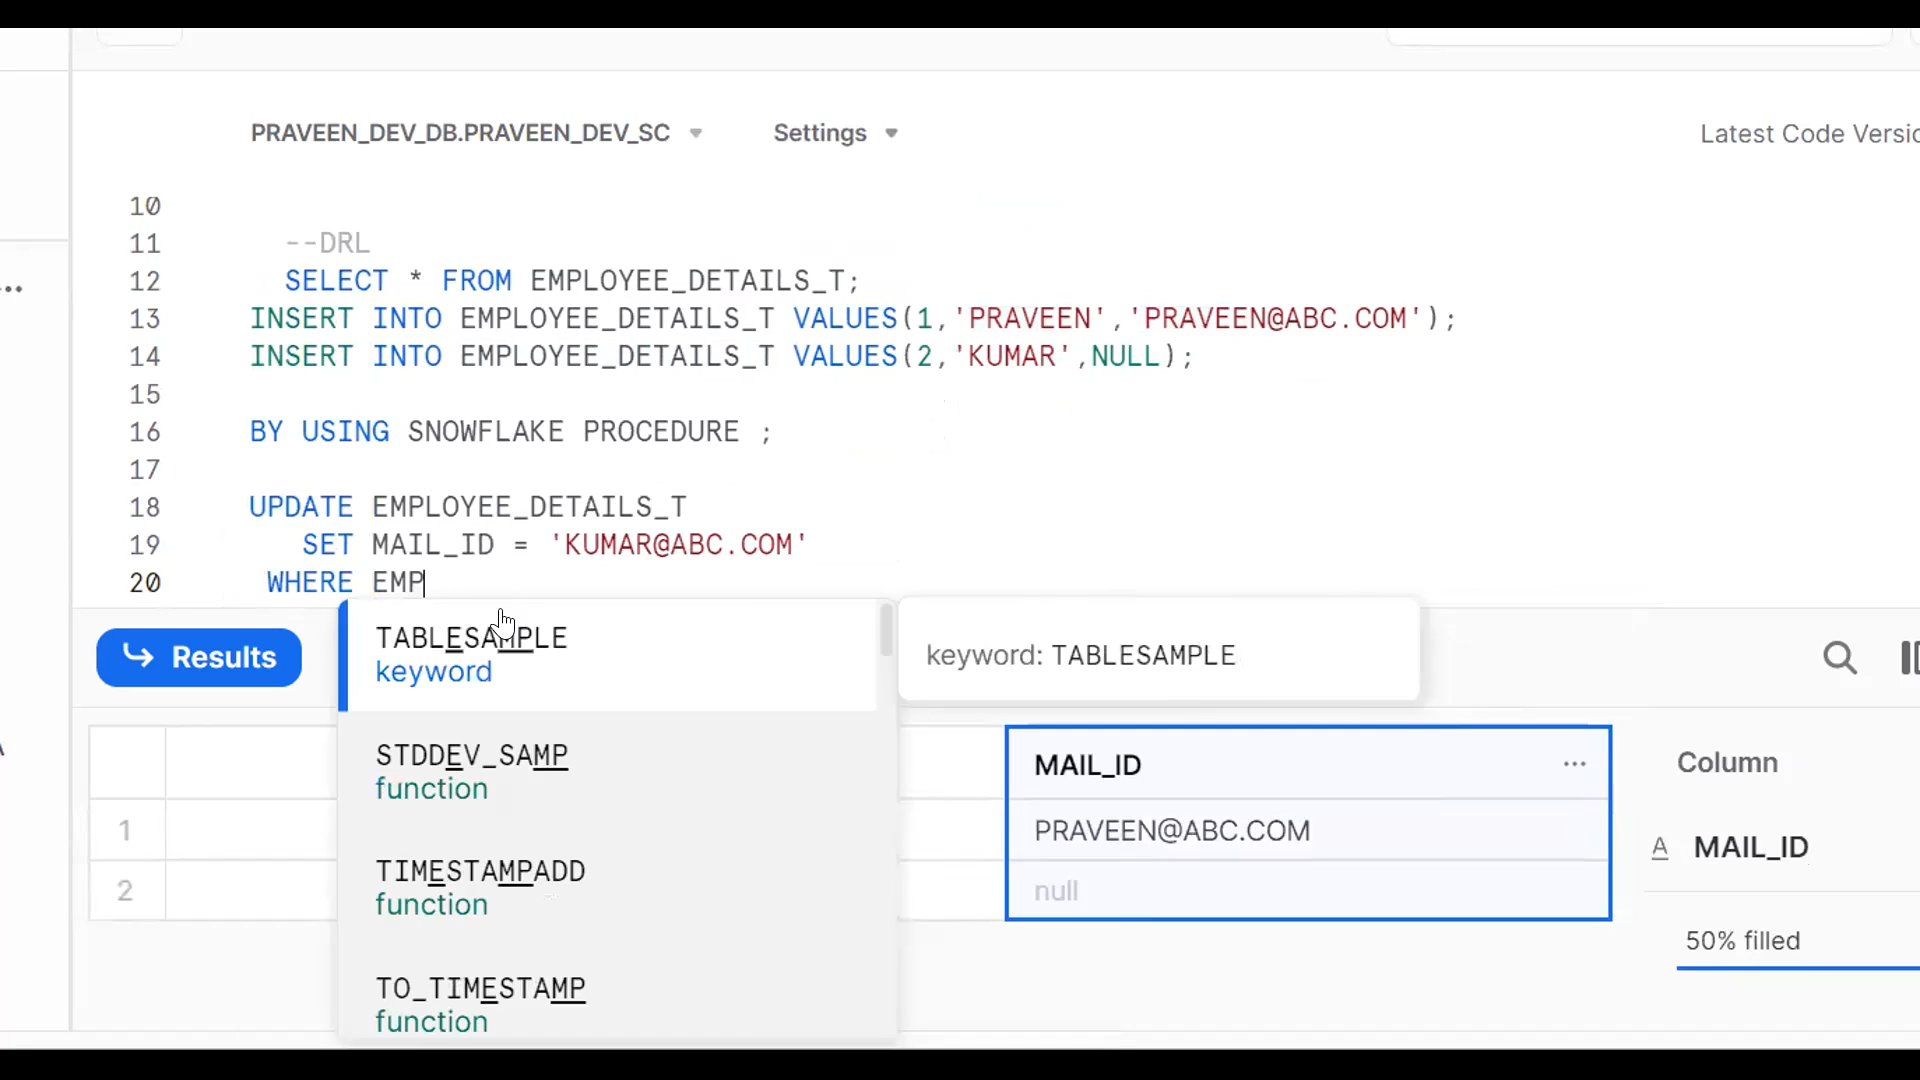 PRAVEEN_DEV_DB.PRAVEEN_DEV_SC Settings Latest Code Versio
10
11 --DRL
12 SELECT * FROM EMPLOYEE_DETAILS_T;
13 INSERT INTO EMPLOYEE_DETAILS_T VALUES(1,'PRAVEEN','PRAVEEN@ABC.COM');
14 INSERT INTO EMPLOYEE_DETAILS_T VALUES(2,'KUMAR',NULL);
15
16 BY USING SNOWFLAKE PROCEDURE ;
17
18 UPDATE EMPLOYEE_DETAILS_T
19 SET MAIL_ID = 'KUMAR@ABC.COM'
20 WHERE EMP
Results
TABLESAMPLE
keyword
keyword: TABLESAMPLE
STDDEV_SAMP
function
TIMESTAMPADD
function
TO_TIMESTAMP
function
MAIL_ID ...
1 PRAVEEN@ABC.COM
2 null
Column
A MAIL_ID
50% filled